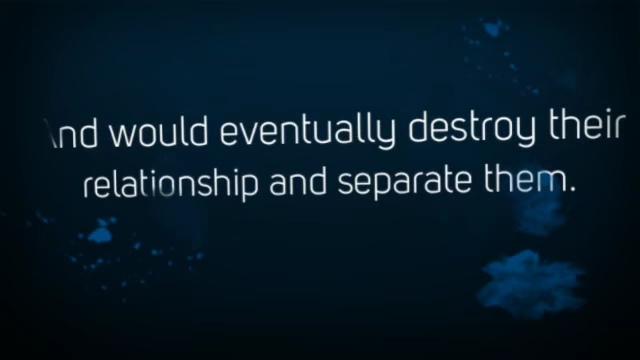 And would eventually destroy their
relationship and separate them.